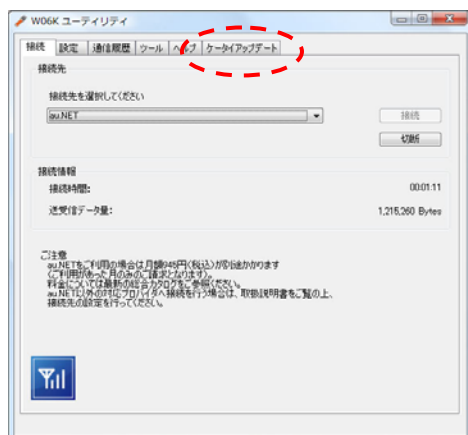 W06K ユーティリティ
接続 設定 通信履歴 ツール ヘルプ ケータイアップデート
接続先
接続先を選択してください
au.NET
接続
切断
接続情報
接続時間: 00:01:11
送受信データ量: 1,215,260 Bytes
ご注意
au.NETをご利用の場合は月額945円(税込)が別途かかります
(ご利用があった月のみのご請求となります)。
料金については最新の総合カタログをご参照ください。
au.NET以外の対応プロバイダへ接続を行う場合は、取扱説明書をご覧の上、
接続先の設定を行ってください。